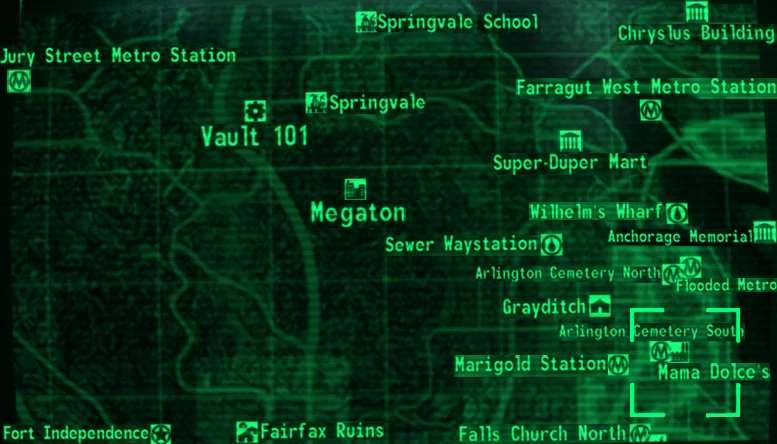 Springvale School
Chryslus Building
Jury Street Metro Station
Farragut West Metro Station
Springvale
Vault 101
Super-Duper Mart
Megaton
Wilhelm's Wharf
Anchorage Memorial
Sewer Waystation
Arlington Cemetery North
Flooded Metro
Grayditch
Arlington Cemetery South
Marigold Station
Mama Dolce's
Fort Independence
Fairfax Ruins
Falls Church North